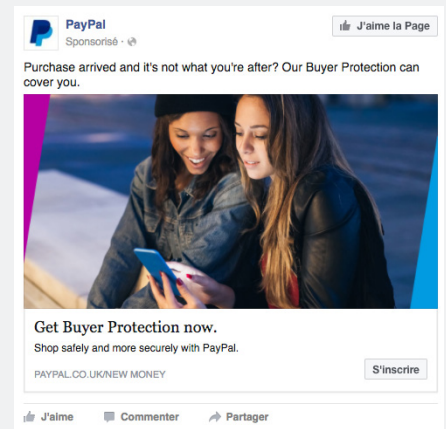 PayPal
J'aime la Page
Sponsorisé ·
Purchase arrived and it's not what you're after? Our Buyer Protection can
cover you.
Get Buyer Protection now.
Shop safely and more securely with PayPal.
PAYPAL.CO.UK/NEW MONEY
S'inscrire
J'aime
Commenter
Partager